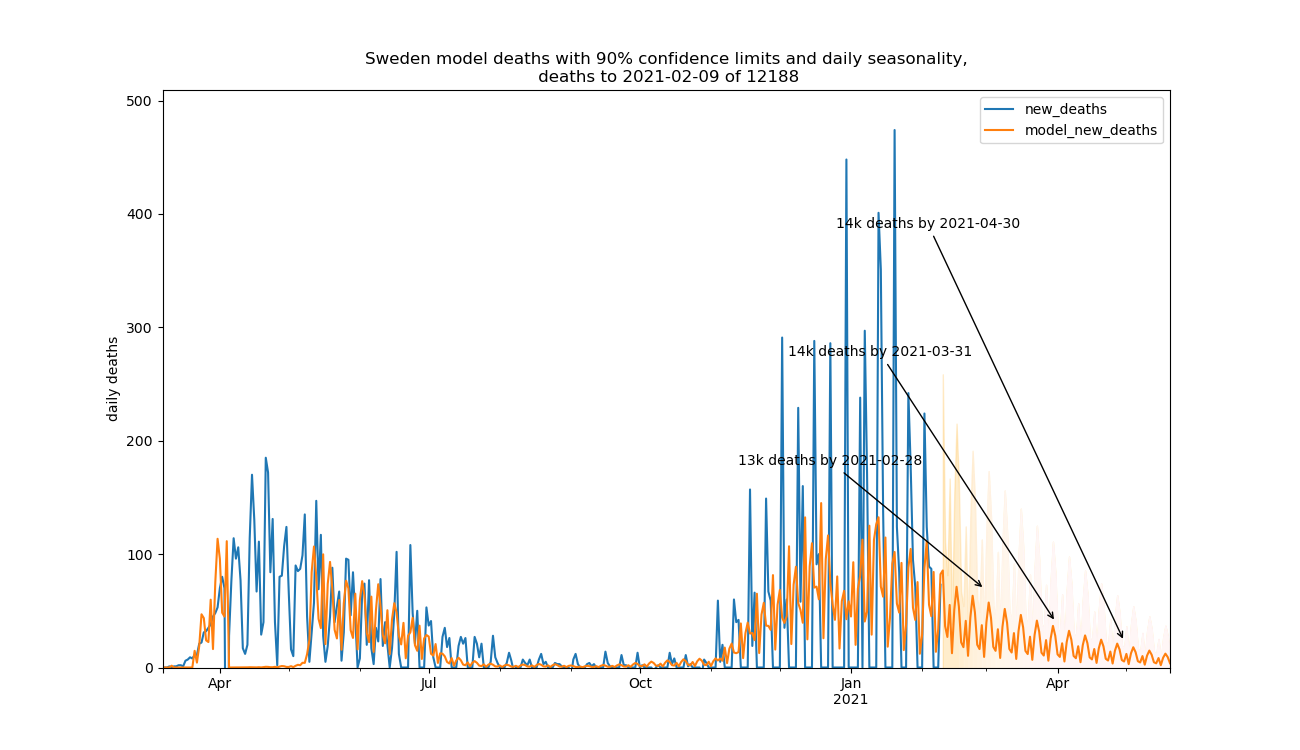 Sweden model deaths with 90% confidence limits and daily seasonality,
deaths to 2021-02-09 of 12188
500
400
300
200
100
0
daily deaths
new_deaths
model_new_deaths
14k deaths by 2021-04-30
14k deaths by 2021-03-31
13k deaths by 2021-02-28
Apr
Jul
Oct
Jan
2021
Apr